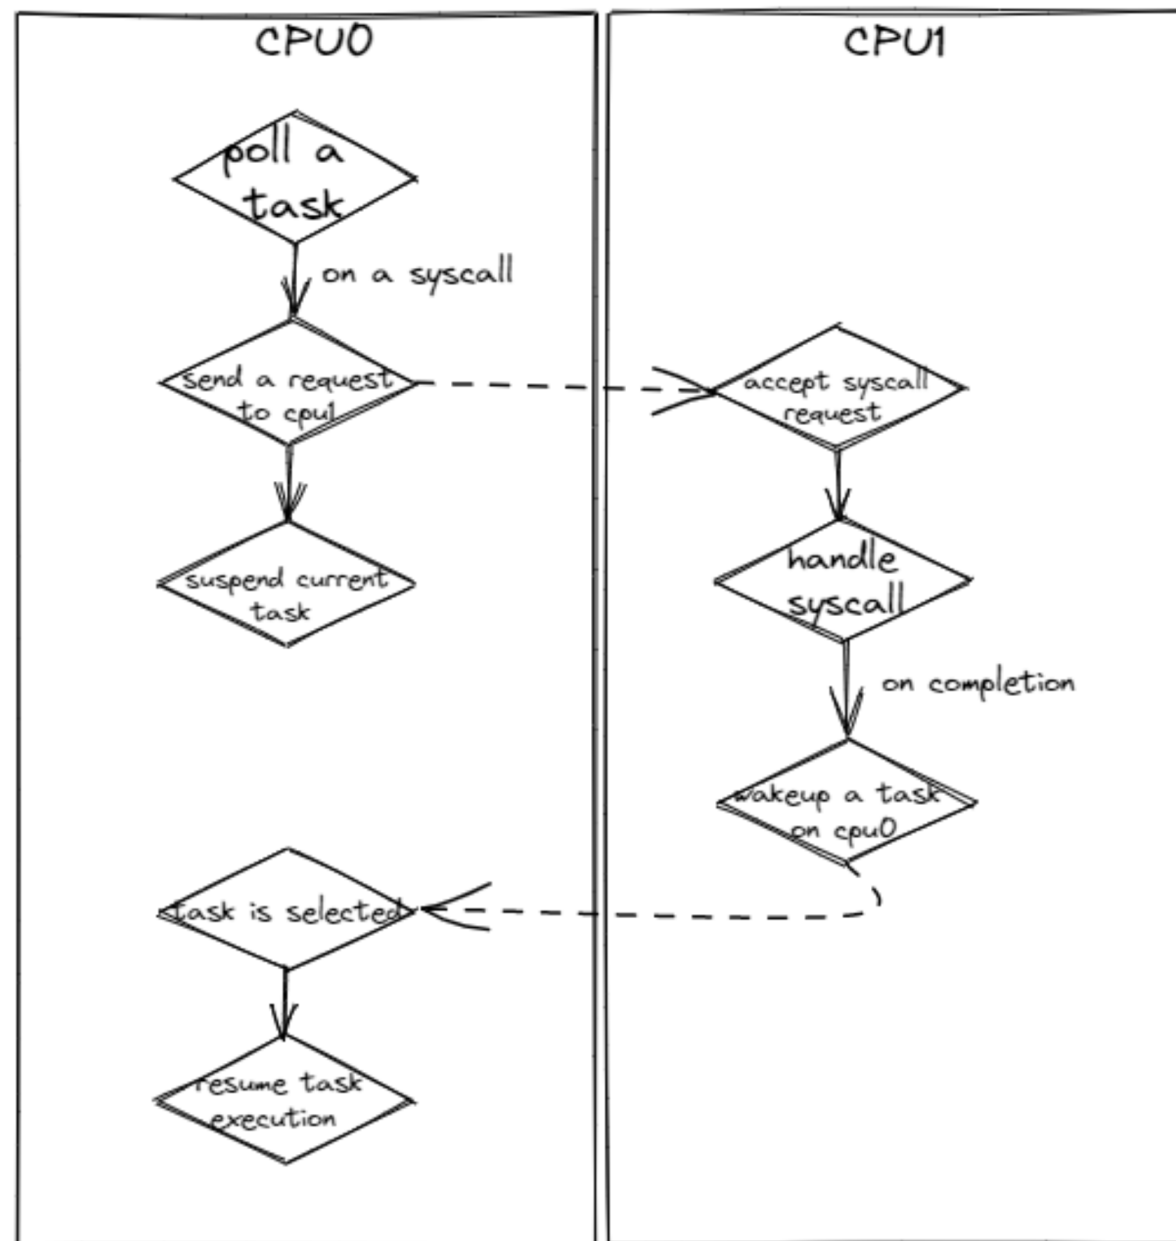 CPU0
poll a
task
on a syscall
send a request
to cpu1
suspend current
task
task is selected
resume task
execution
CPU1
accept syscall
request
handle
syscall
on completion
wakeup a task
on cpu0